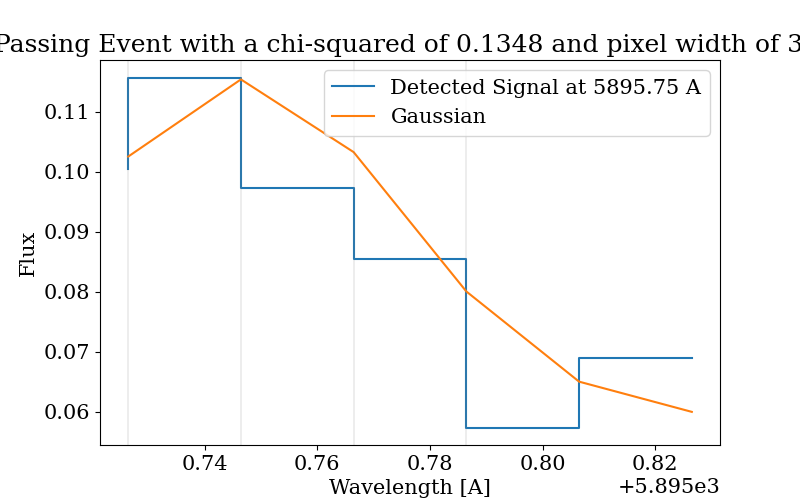 Passing Event with a chi-squared of 0.1348 and pixel width of 3
Detected Signal at 5895.75 A
Gaussian
0.11
0.10
0.09
0.08
0.07
0.06
Flux
0.74 0.76 0.78 0.80 0.82
+5.895e3
Wavelength [A]